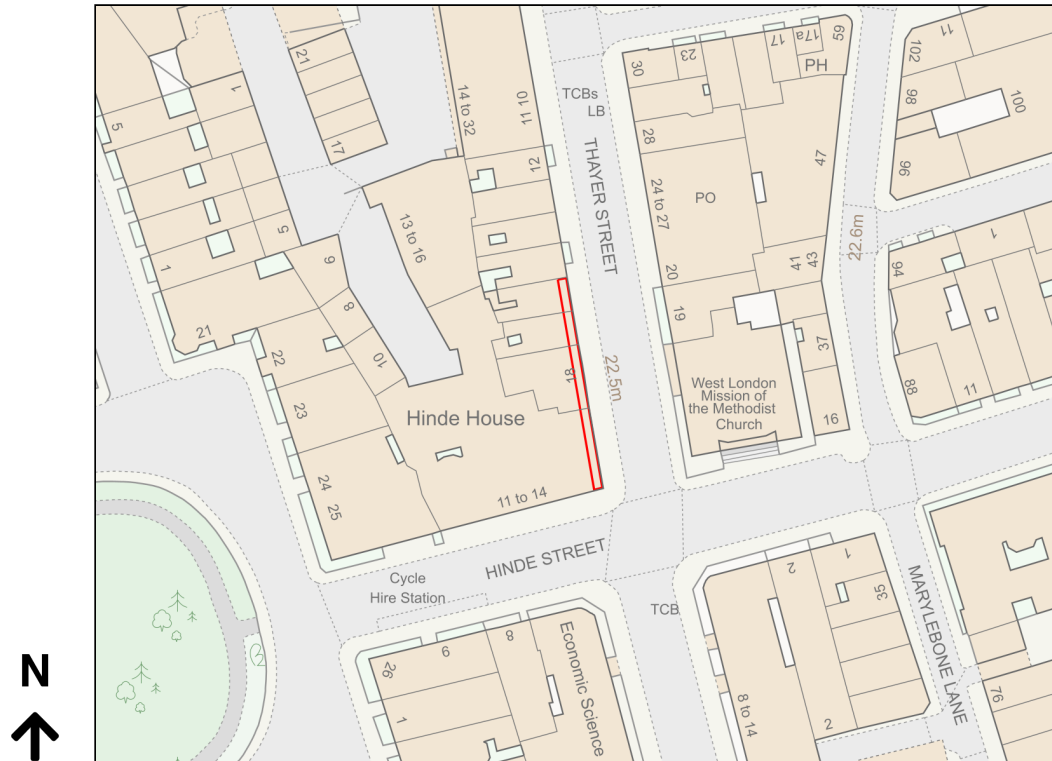 21
1
5
17
14 to 32
11 10
12
TCBs
LB
THAYER STREET
30
23
17
17a
59
PH
102
11
98
100
96
28
24 to 27
PO
47
13 to 16
5
1
6
8
10
21
22
23
24
25
20
19
41
43
22.6m
1
94
37
88
11
16
West London
Mission of
the Methodist
Church
18
22.5m
Hinde House
11 to 14
HINDE STREET
Cycle
Hire Station
TCB
N
26
9
8
1
Economic Science
2
1
35
8 to 14
2
MARYLEBONE LANE
76